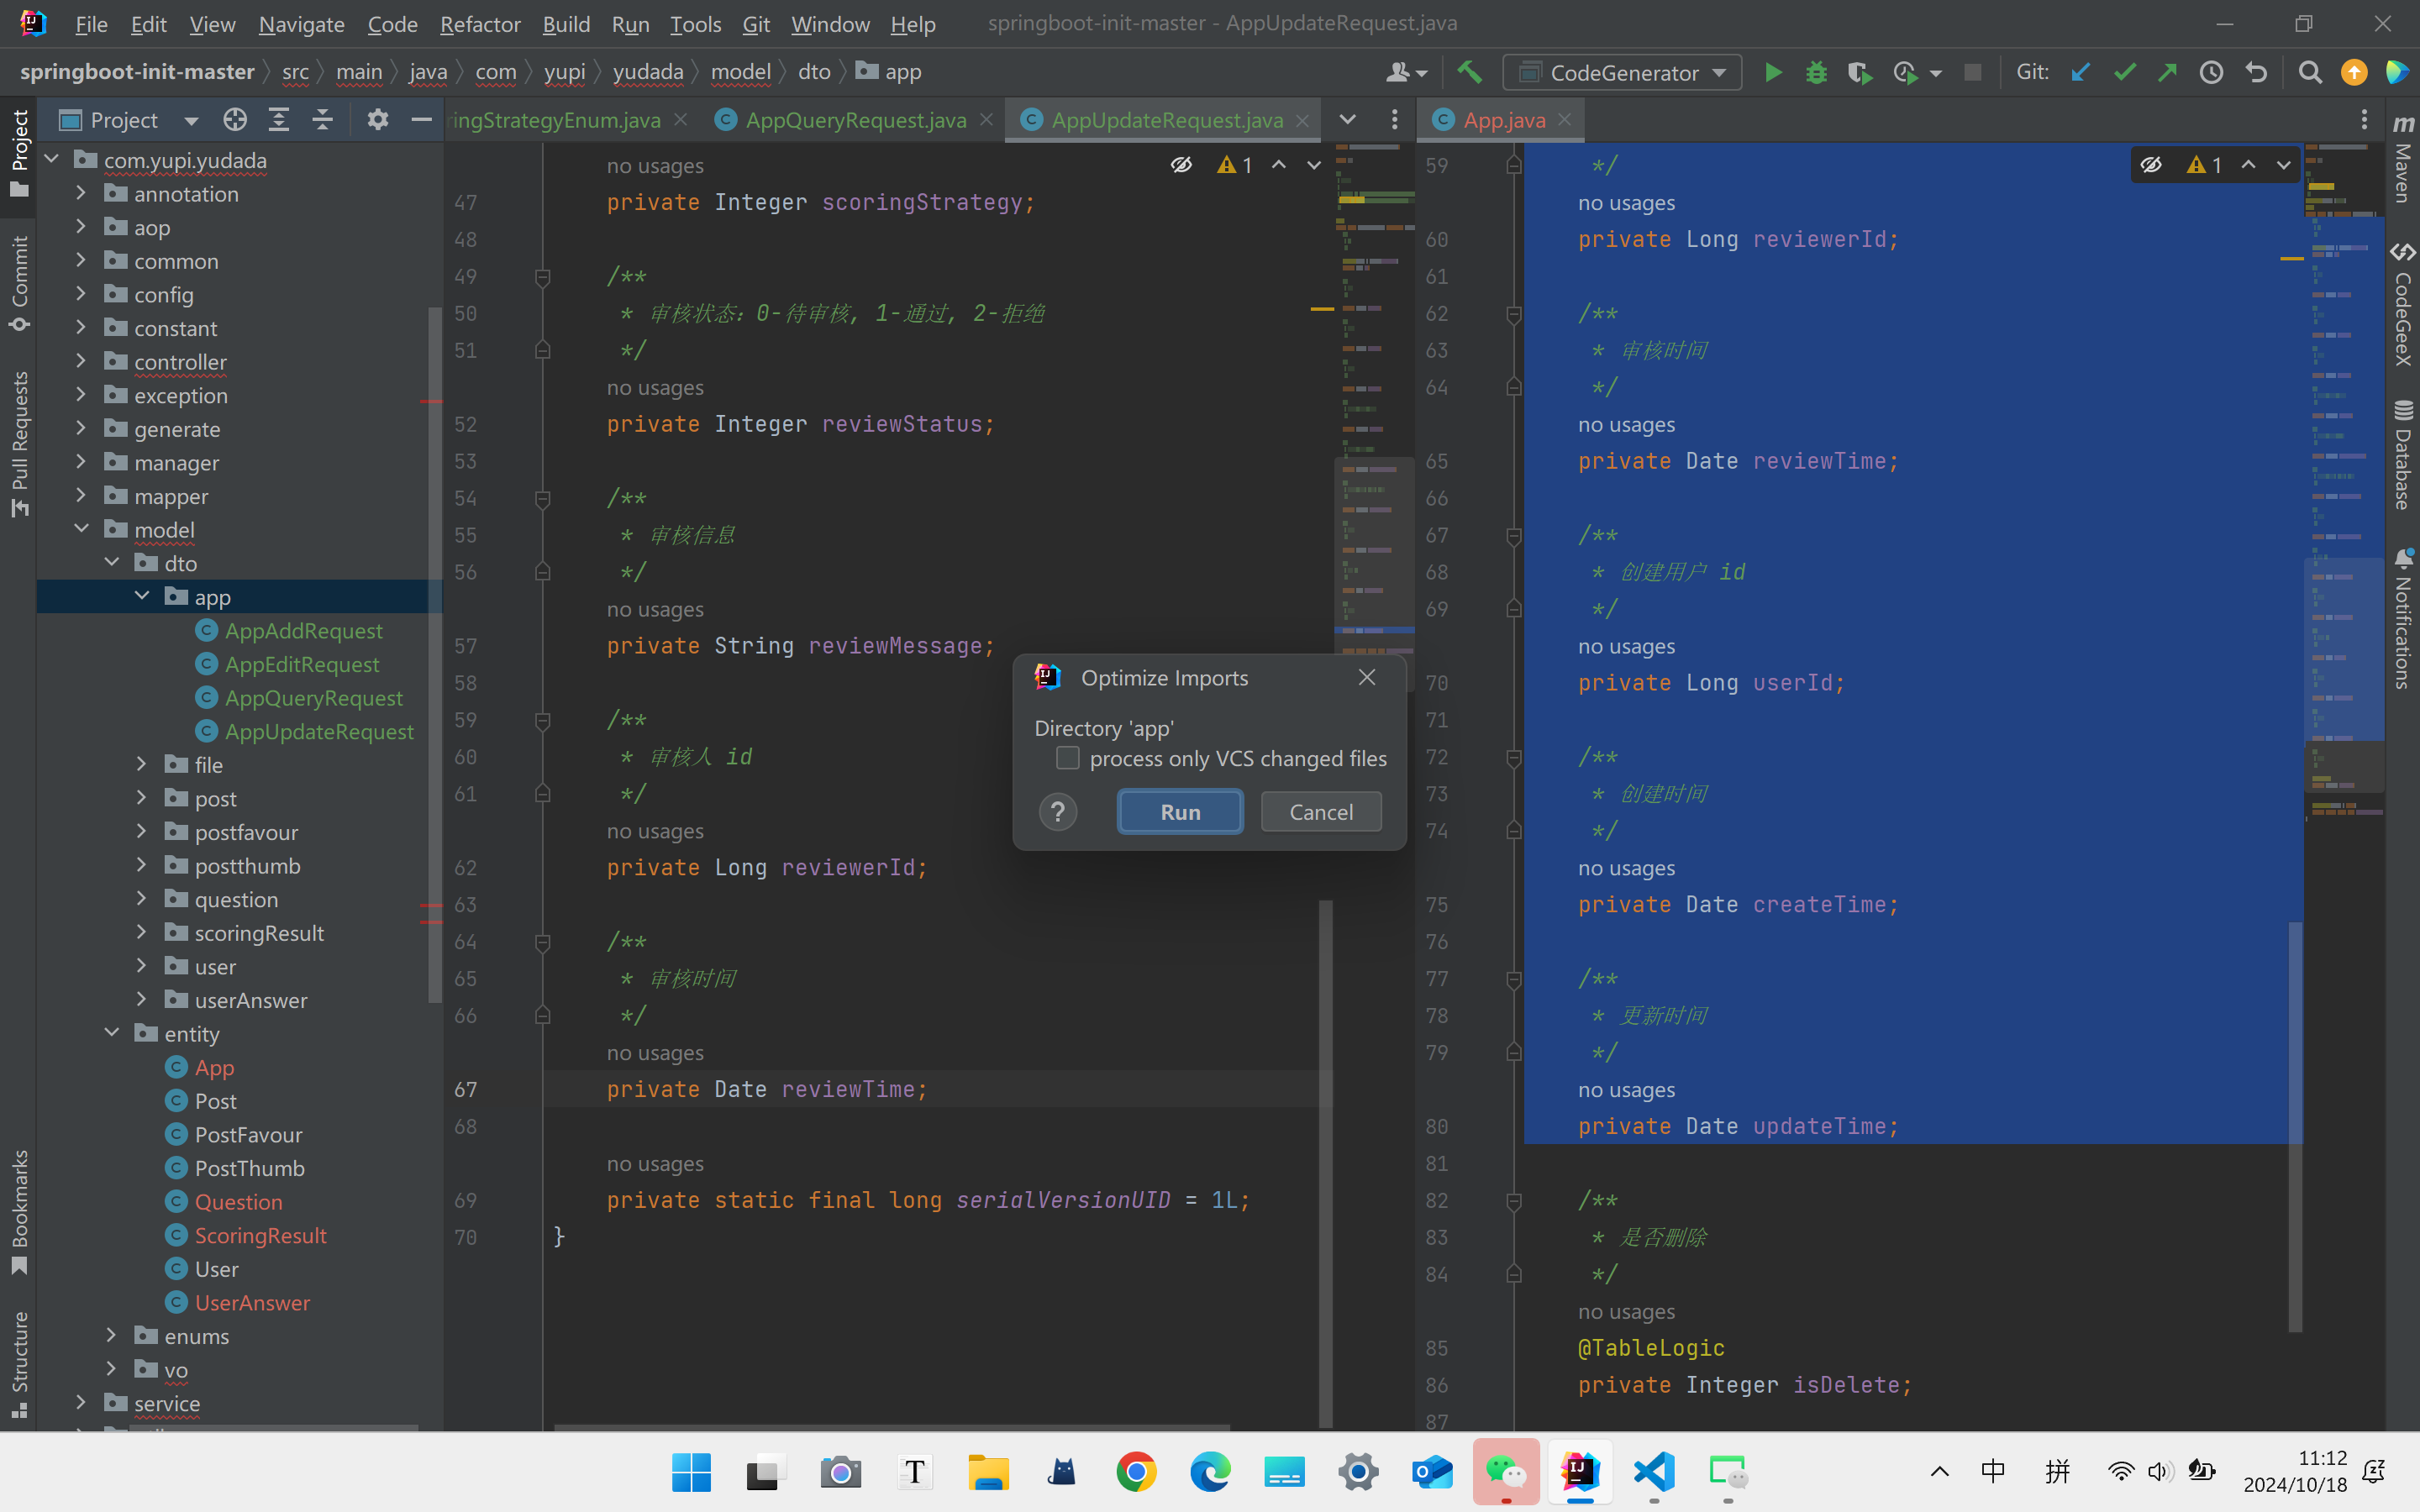 File Edit View Navigate Code Refactor Build Run Tools Git Window Help springboot-init-master - AppUpdateRequest.java
springboot-init-master src main java com yupi yudada model dto app CodeGenerator Git:
Project
Commit
Pull Requests
Bookmarks
Structure
Project
com.yupi.yudada
annotation
aop
common
config
constant
controller
exception
generate
manager
mapper
model
dto
app
AppAddRequest
AppEditRequest
AppQueryRequest
AppUpdateRequest
file
post
postfavour
postthumb
question
scoringResult
user
userAnswer
entity
App
Post
PostFavour
PostThumb
Question
ScoringResult
User
UserAnswer
enums
vo
service
ringStrategyEnum.java AppQueryRequest.java AppUpdateRequest.java
1
no usages
47 private Integer scoringStrategy;
48
49 /**
50 * 审核状态：0-待审核, 1-通过, 2-拒绝
51 */
no usages
52 private Integer reviewStatus;
53
54 /**
55 * 审核信息
56 */
no usages
57 private String reviewMessage;
58
59 /**
60 * 审核人 id
61 */
no usages
62 private Long reviewerId;
63
64 /**
65 * 审核时间
66 */
no usages
67 private Date reviewTime;
68
no usages
69 private static final long serialVersionUID = 1L;
70 }
Optimize Imports
Directory 'app'
process only VCS changed files
? Run Cancel
App.java
1
59 */
no usages
60 private Long reviewerId;
61
62 /**
63 * 审核时间
64 */
no usages
65 private Date reviewTime;
66
67 /**
68 * 创建用户 id
69 */
no usages
70 private Long userId;
71
72 /**
73 * 创建时间
74 */
no usages
75 private Date createTime;
76
77 /**
78 * 更新时间
79 */
no usages
80 private Date updateTime;
81
82 /**
83 * 是否删除
84 */
no usages
85 @TableLogic
86 private Integer isDelete;
87
Maven
CodeGeeX
Database
Notifications
中 拼 11:12
2024/10/18